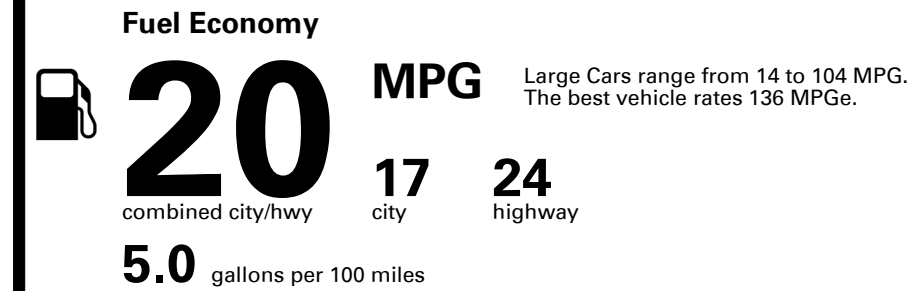 Fuel Economy
20
MPG
Large Cars range from 14 to 104 MPG.
The best vehicle rates 136 MPGe.
combined city/hwy
17
city
24
highway
5.0 gallons per 100 miles